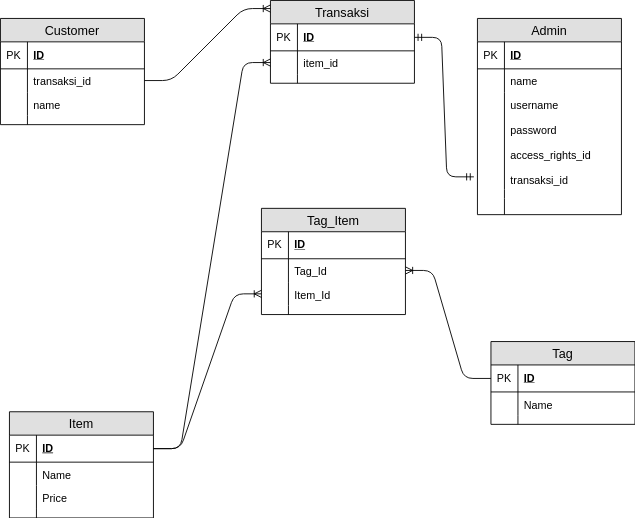 Customer
PK ID
transaksi_id
name
Transaksi
PK ID
item_id
Admin
PK ID
name
username
password
access_rights_id
transaksi_id
Tag_Item
PK ID
Tag_Id
Item_Id
Tag
PK ID
Name
Item
PK ID
Name
Price